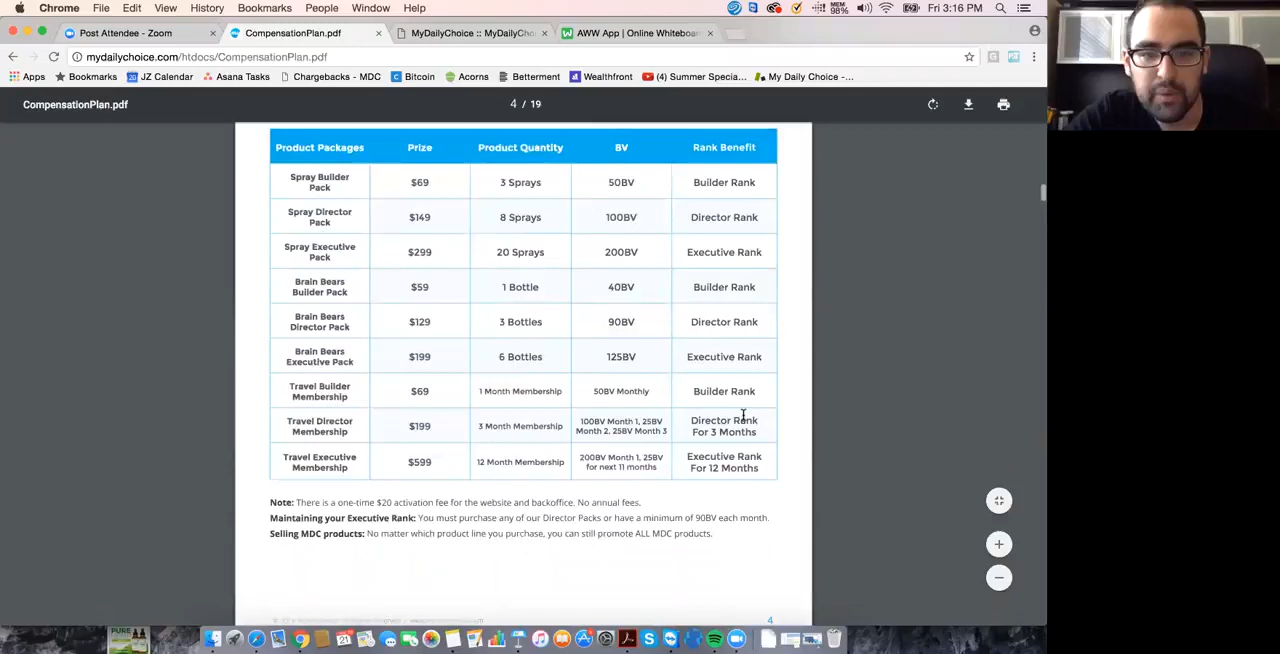 Chrome File Edit View History Bookmarks People Window Help MEM 98% Fri 3:16 PM
Post Attendee - Zoom × CompensationPlan.pdf × MyDailyChoice :: MyDailyCh × AWW App | Online Whiteboa ×
mydailychoice.com/htdocs/CompensationPlan.pdf
Apps Bookmarks JZ Calendar Asana Tasks Chargebacks - MDC Bitcoin Acorns Betterment Wealthfront (4) Summer Specia... My Daily Choice -...
CompensationPlan.pdf 4 / 19
Product Packages Prize Product Quantity BV Rank Benefit
Spray Builder
Pack $69 3 Sprays 50BV Builder Rank
Spray Director
Pack $149 8 Sprays 100BV Director Rank
Spray Executive
Pack $299 20 Sprays 200BV Executive Rank
Brain Bears
Builder Pack $59 1 Bottle 40BV Builder Rank
Brain Bears
Director Pack $129 3 Bottles 90BV Director Rank
Brain Bears
Executive Pack $199 6 Bottles 125BV Executive Rank
Travel Builder
Membership $69 1 Month Membership 50BV Monthly Builder Rank
Travel Director 100BV Month 1, 25BV Director Rank
Membership $199 3 Month Membership Month 2, 25BV Month 3 For 3 Months
Travel Executive 200BV Month 1, 25BV Executive Rank
Membership $599 12 Month Membership for next 11 months For 12 Months
Note: There is a one-time $20 activation fee for the website and backoffice. No annual fees.
Maintaining your Executive Rank: You must purchase any of our Director Packs or have a minimum of 90BV each month.
Selling MDC products: No matter which product line you purchase, you can still promote ALL MDC products.
4
PURE